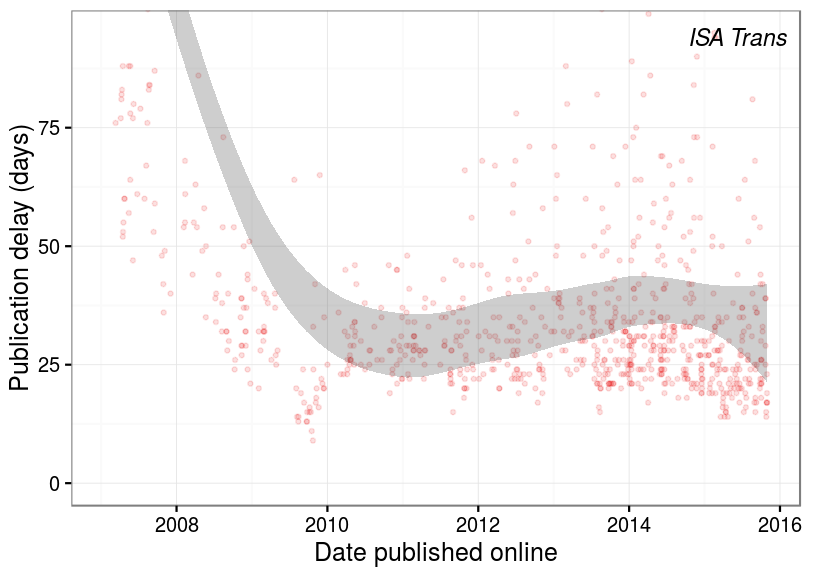 ISA Trans
Publication delay (days)
75
50
25
0
2008 2010 2012 2014 2016
Date published online